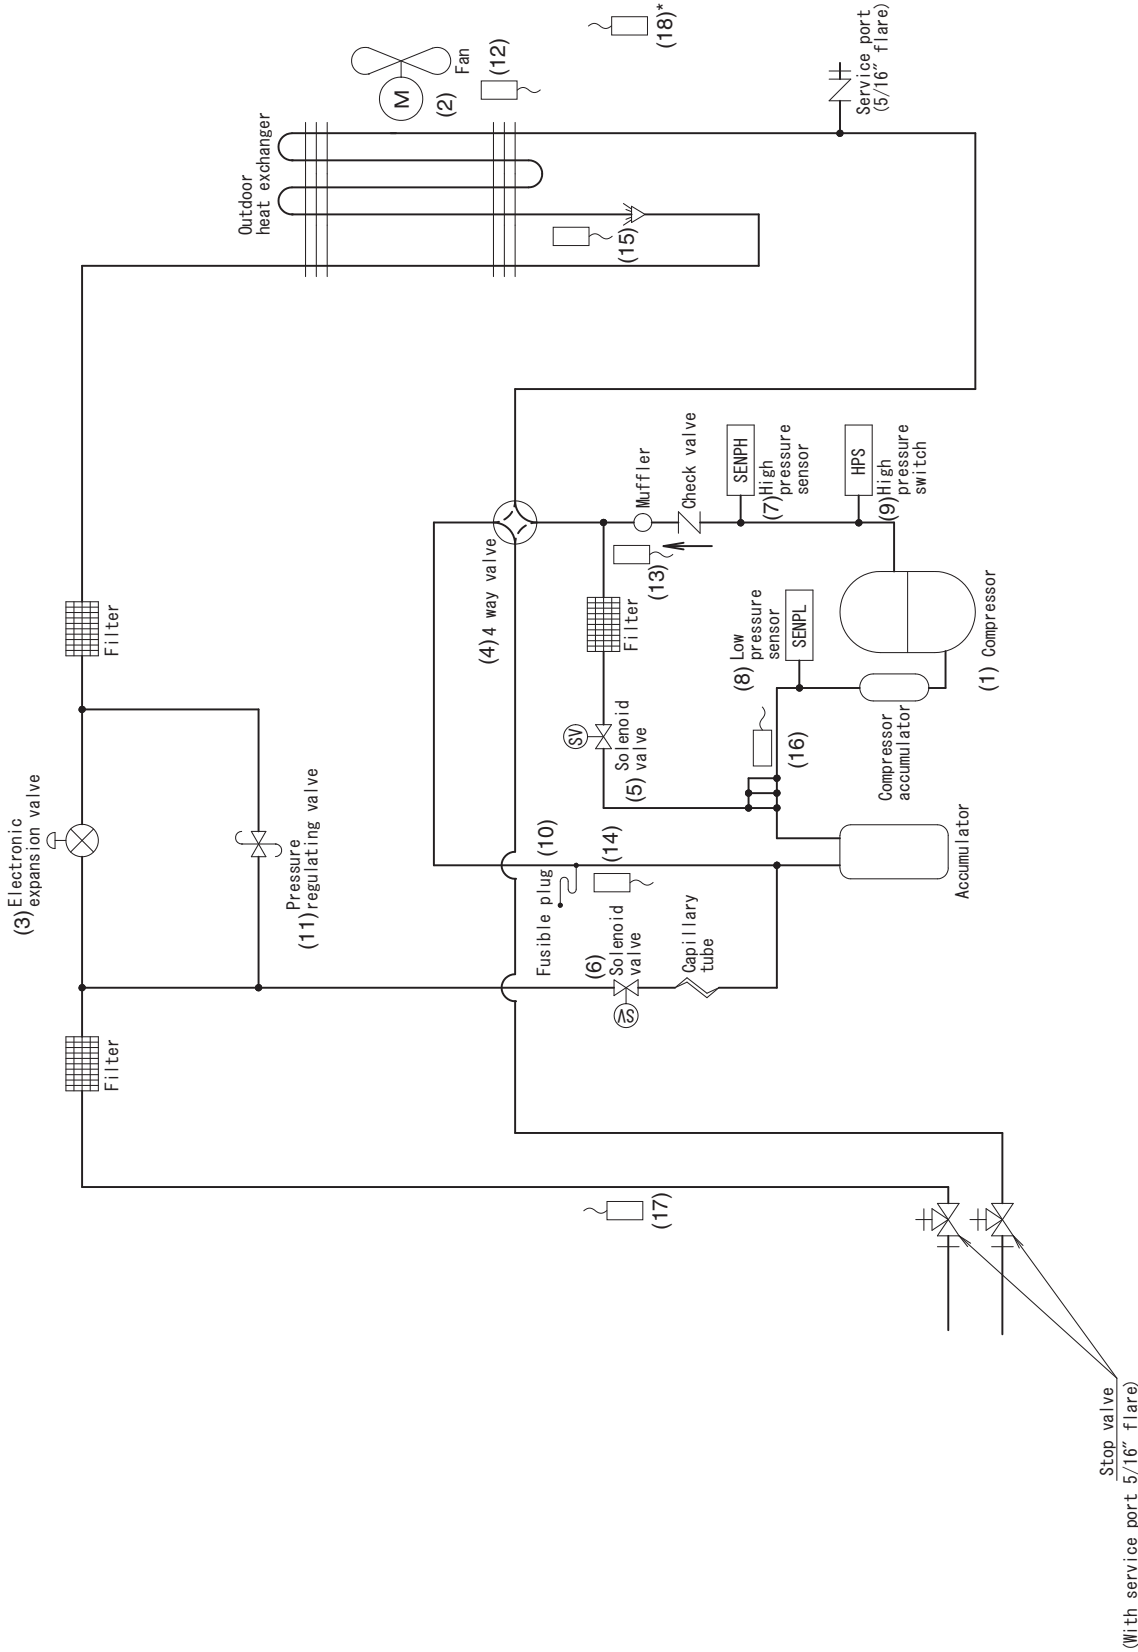 (3) Electronic
expansion valve
Filter
Filter
Pressure
(11) regulating valve
Outdoor
heat exchanger
M
(2)
Fan
(12)
(18)*
(15)
Service port
(5/16″ flare)
(4) 4 way valve
Fusible plug (10)
(14)
(6)
Solenoid
valve
SV
Capillary
tube
SV
Solenoid
(5) valve
Filter
(13)
Muffler
Check valve
SENPH
(7) High
pressure
sensor
HPS
(9) High
pressure
switch
(8) Low
pressure
sensor
SENPL
(16)
(1) Compressor
Compressor
accumulator
Accumulator
(17)
Stop valve
(With service port 5/16″ flare)